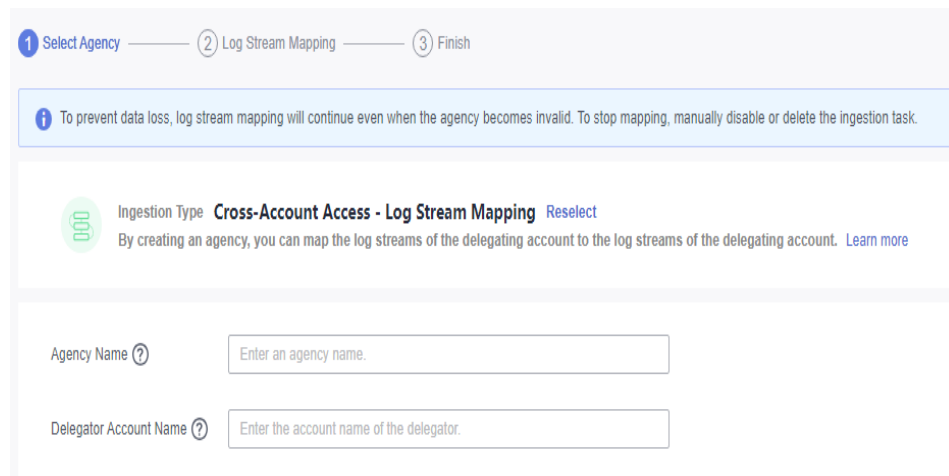 1 Select Agency 2 Log Stream Mapping 3 Finish
To prevent data loss, log stream mapping will continue even when the agency becomes invalid. To stop mapping, manually disable or delete the ingestion task.
Ingestion Type Cross-Account Access - Log Stream Mapping Reselect
By creating an agency, you can map the log streams of the delegating account to the log streams of the delegating account. Learn more
Agency Name ? Enter an agency name.
Delegator Account Name ? Enter the account name of the delegator.